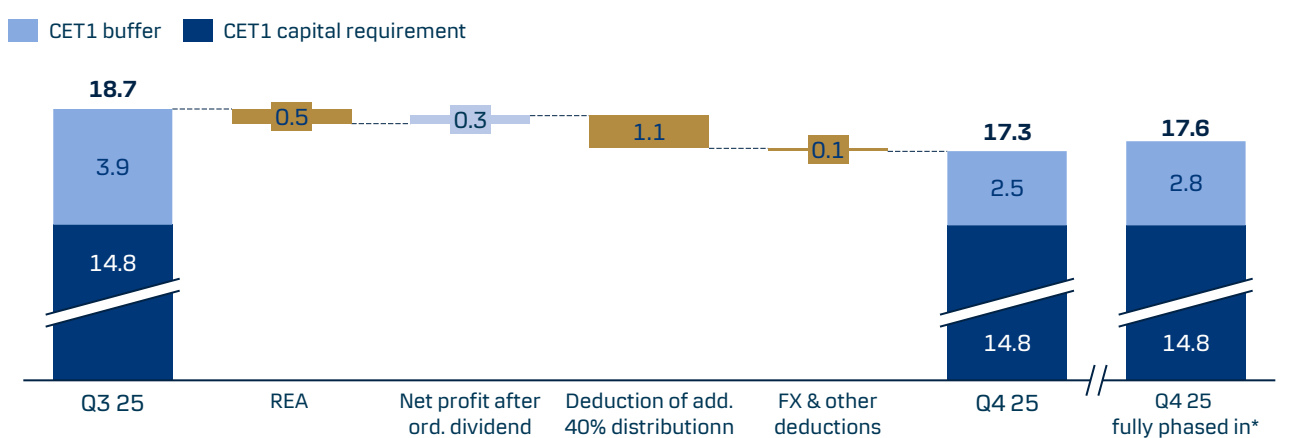 CET1 buffer
CET1 capital requirement
18.7
3.9
14.8
0.5
0.3
1.1
0.1
17.3
2.5
14.8
17.6
2.8
14.8
Q3 25
REA
Net profit after
ord. dividend
Deduction of add.
40% distributionn
FX & other
deductions
Q4 25
Q4 25
fully phased in*